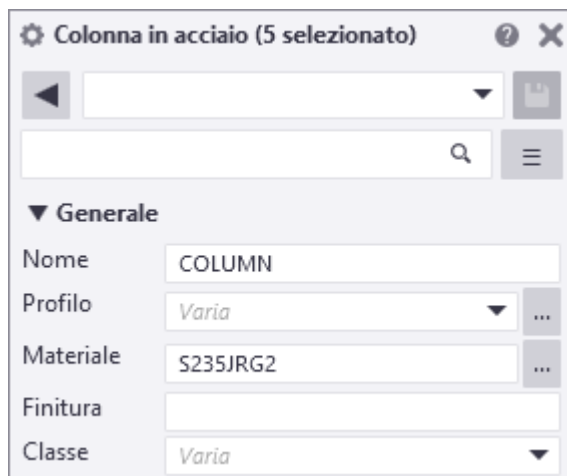 Colonna in acciaio (5 selezionato)
Generale
Nome COLUMN
Profilo Varia ...
Materiale S235JRG2 ...
Finitura
Classe Varia